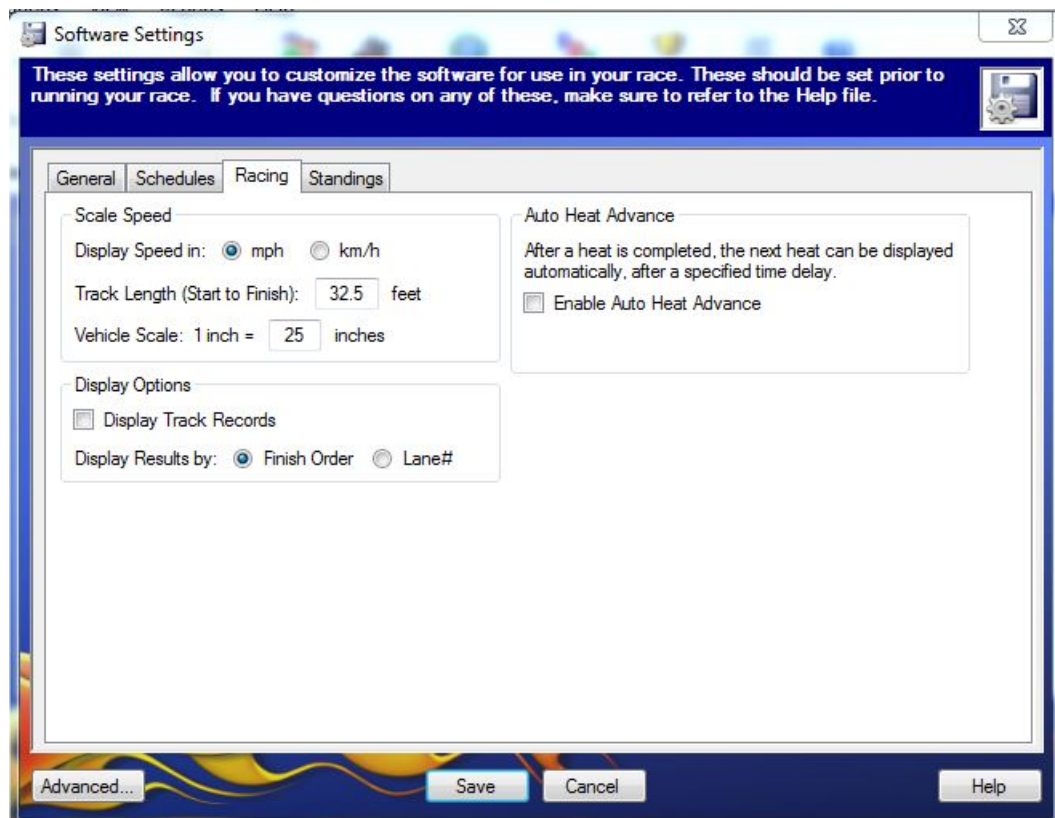 Software Settings
These settings allow you to customize the software for use in your race. These should be set prior to
running your race. If you have questions on any of these, make sure to refer to the Help file.
General Schedules Racing Standings
Scale Speed
Display Speed in: mph km/h
Track Length (Start to Finish): 32.5 feet
Vehicle Scale: 1 inch = 25 inches
Display Options
Display Track Records
Display Results by: Finish Order Lane#
Auto Heat Advance
After a heat is completed, the next heat can be displayed
automatically, after a specified time delay.
Enable Auto Heat Advance
Advanced... Save Cancel Help